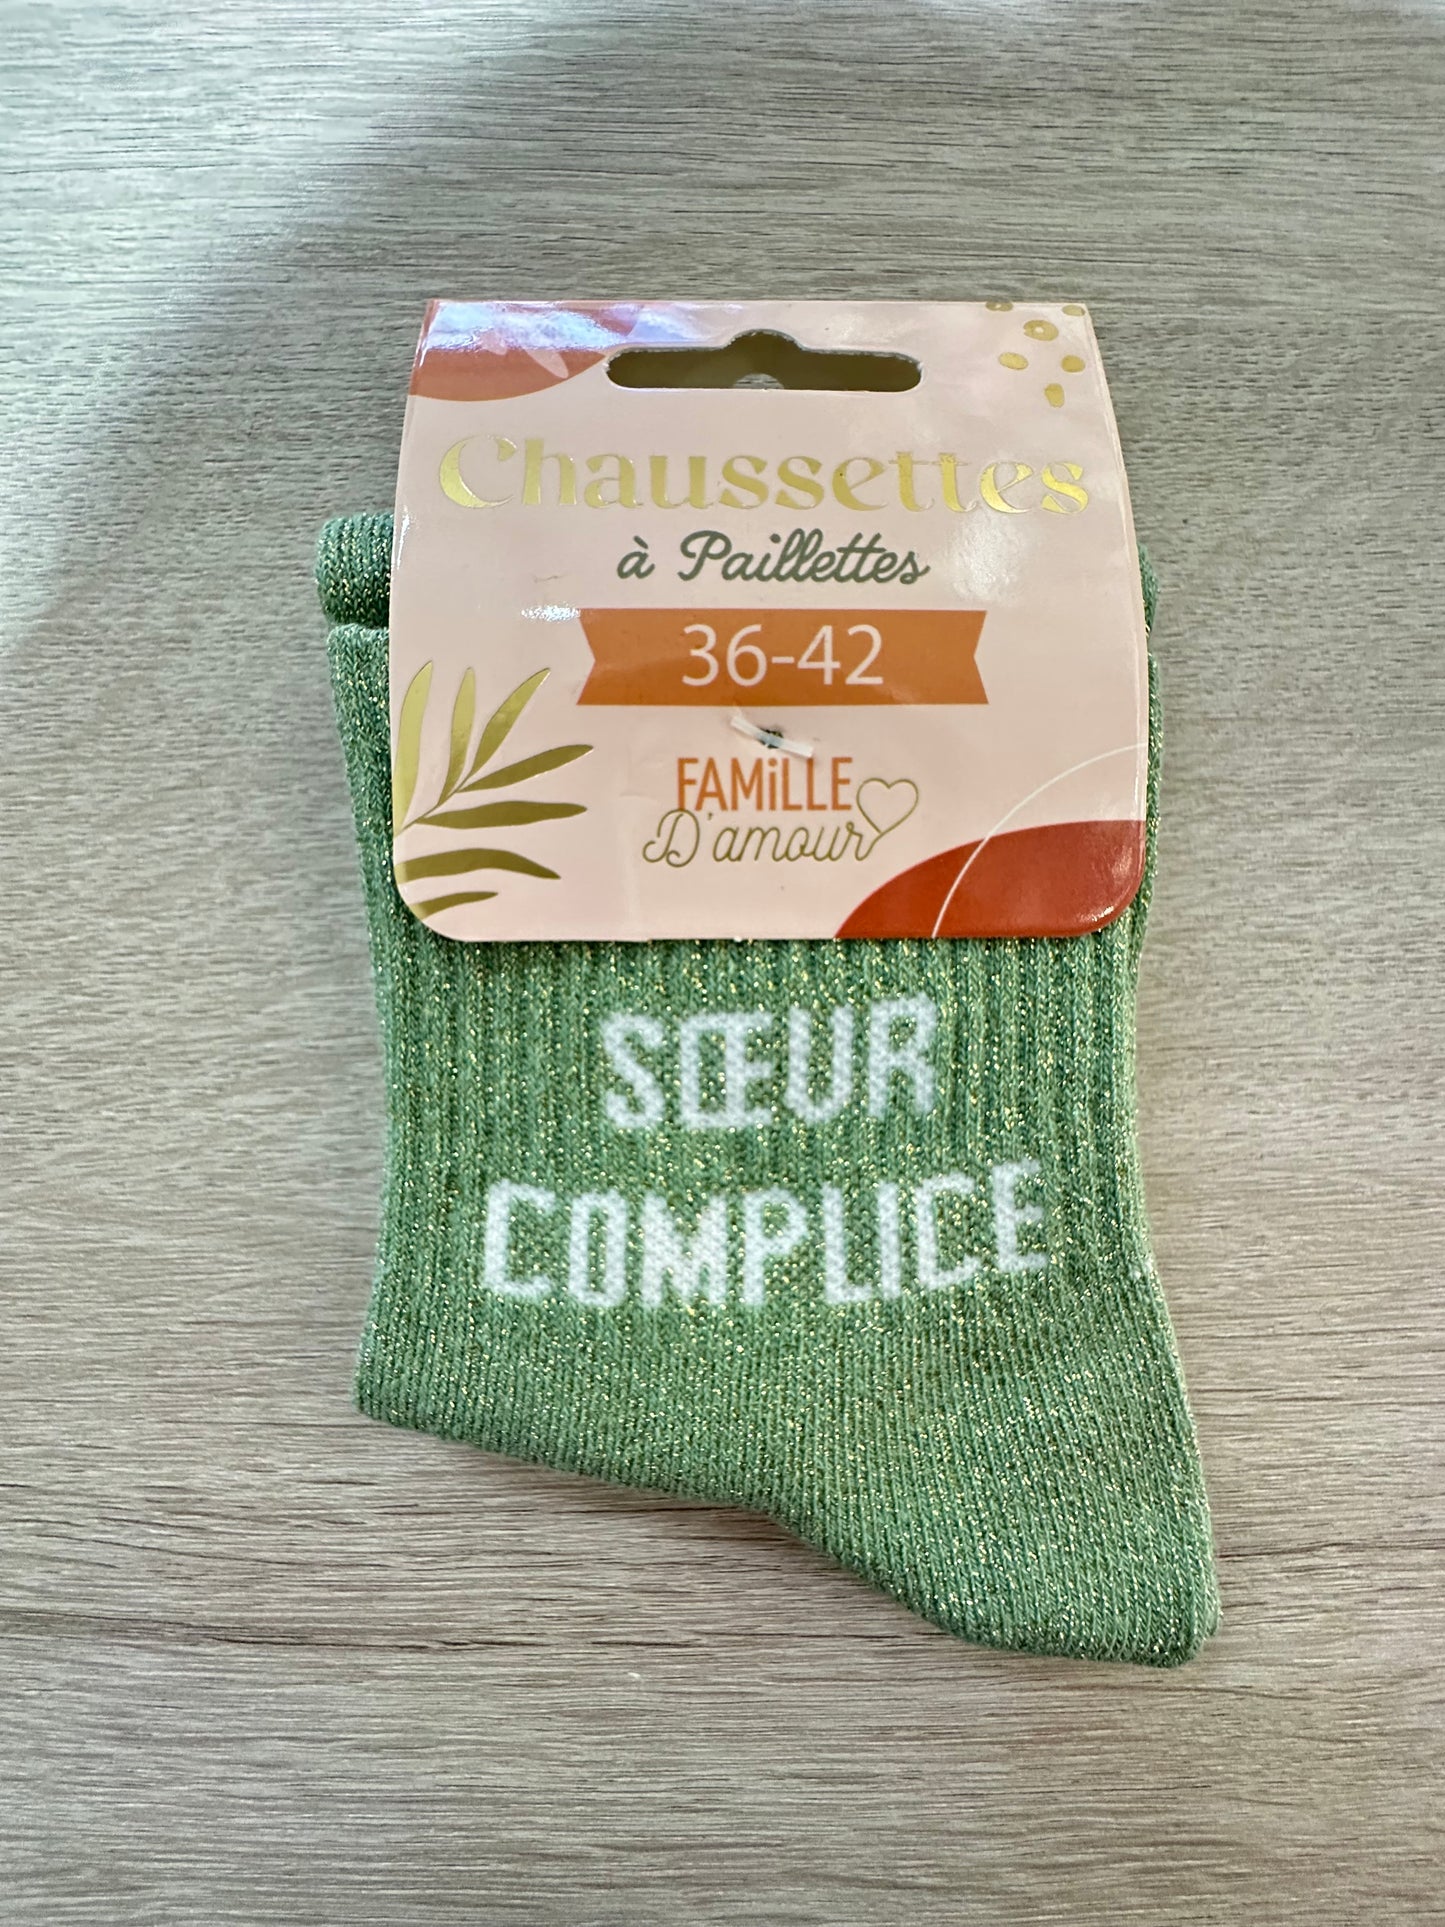 Chaussettes
à Paillettes
36-42
FAMiLLE
D'amour
SŒUR
COMPLICE